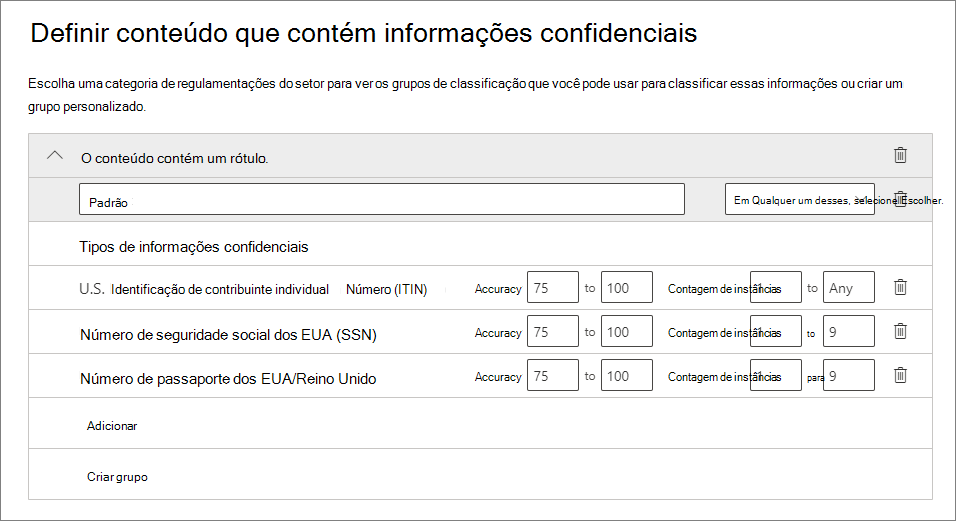 Definir conteúdo que contém informações confidenciais
Escolha uma categoria de regulamentações do setor para ver os grupos de classificação que você pode usar para classificar essas informações ou criar um
grupo personalizado.
O conteúdo contém um rótulo.
Padrão
Em Qualquer um desses, selecione Escolher.
Tipos de informações confidenciais
U.S. Identificação de contribuinte individual Número (ITIN) Accuracy 75 to 100 Contagem de instâncias to Any
Número de seguridade social dos EUA (SSN) Accuracy 75 to 100 Contagem de instâncias to 9
Número de passaporte dos EUA/Reino Unido Accuracy 75 to 100 Contagem de instâncias para 9
Adicionar
Criar grupo